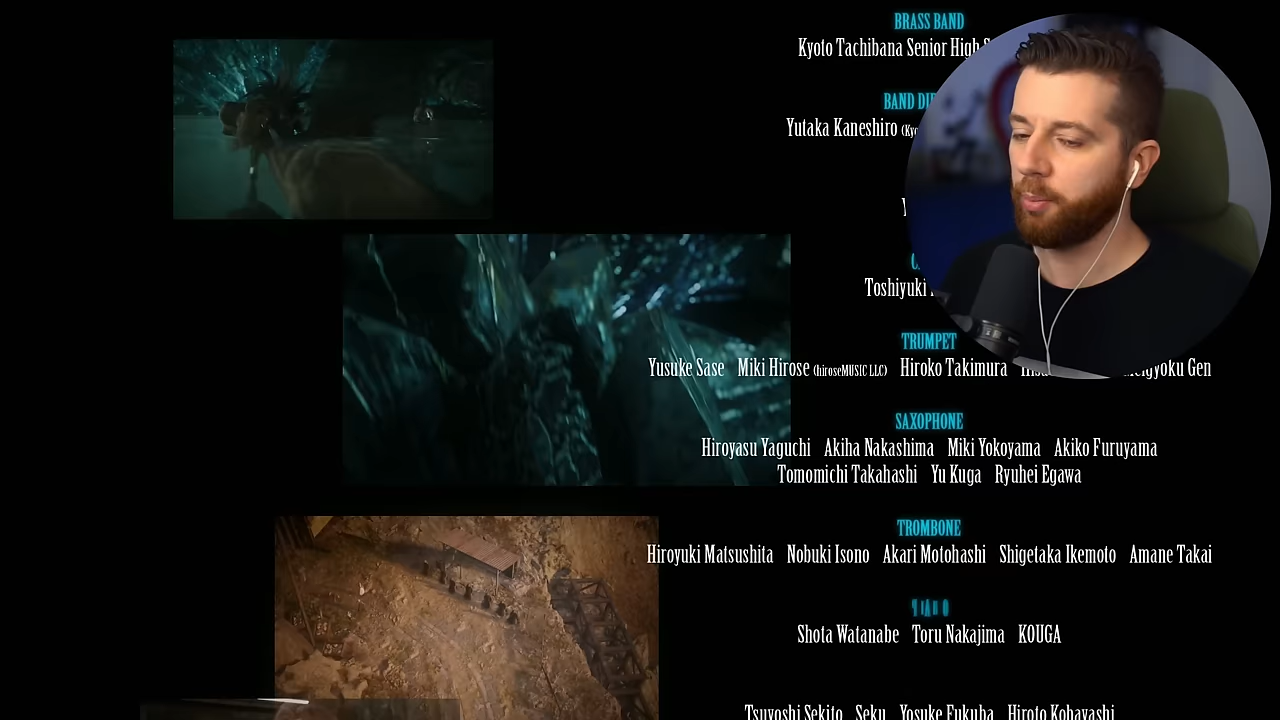 BRASS BAND
Kyoto Tachibana Senior High
BAND
Yutaka Kaneshiro
Toshiyuki
TRUMPET
Yusuke Sase Miki Hirose (hiroseMUSIC LLC) Hiroko Takimura Gen
SAXOPHONE
Hiroyasu Yaguchi Akiha Nakashima Miki Yokoyama Akiko Furuyama
Tomomichi Takahashi Yu Kuga Ryuhei Egawa
TROMBONE
Hiroyuki Matsushita Nobuki Isono Akari Motohashi Shigetaka Ikemoto Amane Takai
Shota Watanabe Toru Nakajima KOUGA
Tsuyoshi Sekito Seku Yosuke Fukuba Hiroto Kobayashi